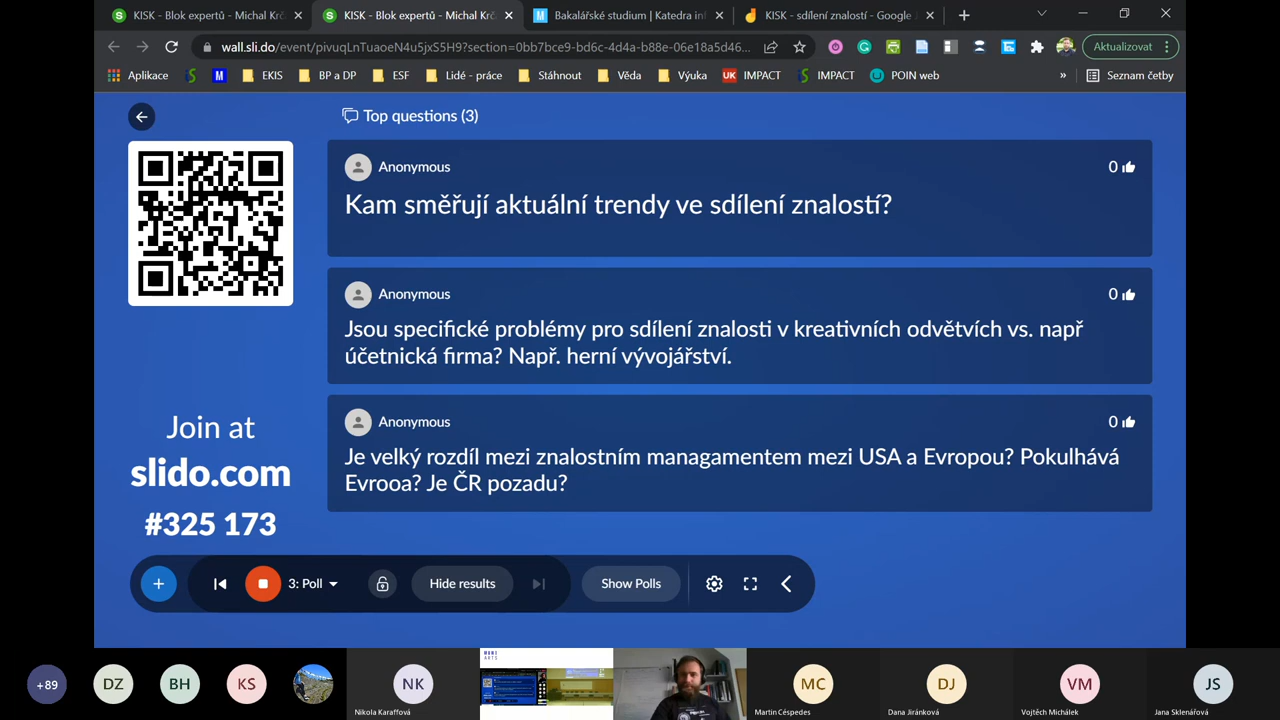 KISK - Blok expertů - Michal Krč
KISK - Blok expertů - Michal Krč
Bakalářské studium | Katedra inf
KISK - sdílení znalostí - Google J
wall.sli.do/event/pivuqLnTuaoeN4u5jxS5H9?section=0bb7bce9-bd6c-4d4a-b88e-06e18a5d46...
Aktualizovat
Aplikace
M
EKIS
BP a DP
ESF
Lidé - práce
Stáhnout
Věda
Výuka
UK IMPACT
IMPACT
POIN web
»
Seznam četby
Top questions (3)
Anonymous
0
Kam směřují aktuální trendy ve sdílení znalostí?
Anonymous
0
Jsou specifické problémy pro sdílení znalosti v kreativních odvětvích vs. např
účetnická firma? Např. herní vývojářství.
Anonymous
0
Je velký rozdíl mezi znalostním managamentem mezi USA a Evropou? Pokulhává
Evrooa? Je ČR pozadu?
Join at
slido.com
#325 173
3: Poll
Hide results
Show Polls
+89
DZ
BH
KS
NK
Nikola Karaffová
MUNI
ARTS
MC
Martin Céspedes
DJ
Dana Jiránková
VM
Vojtěch Michálek
JS
Jana Sklenářová